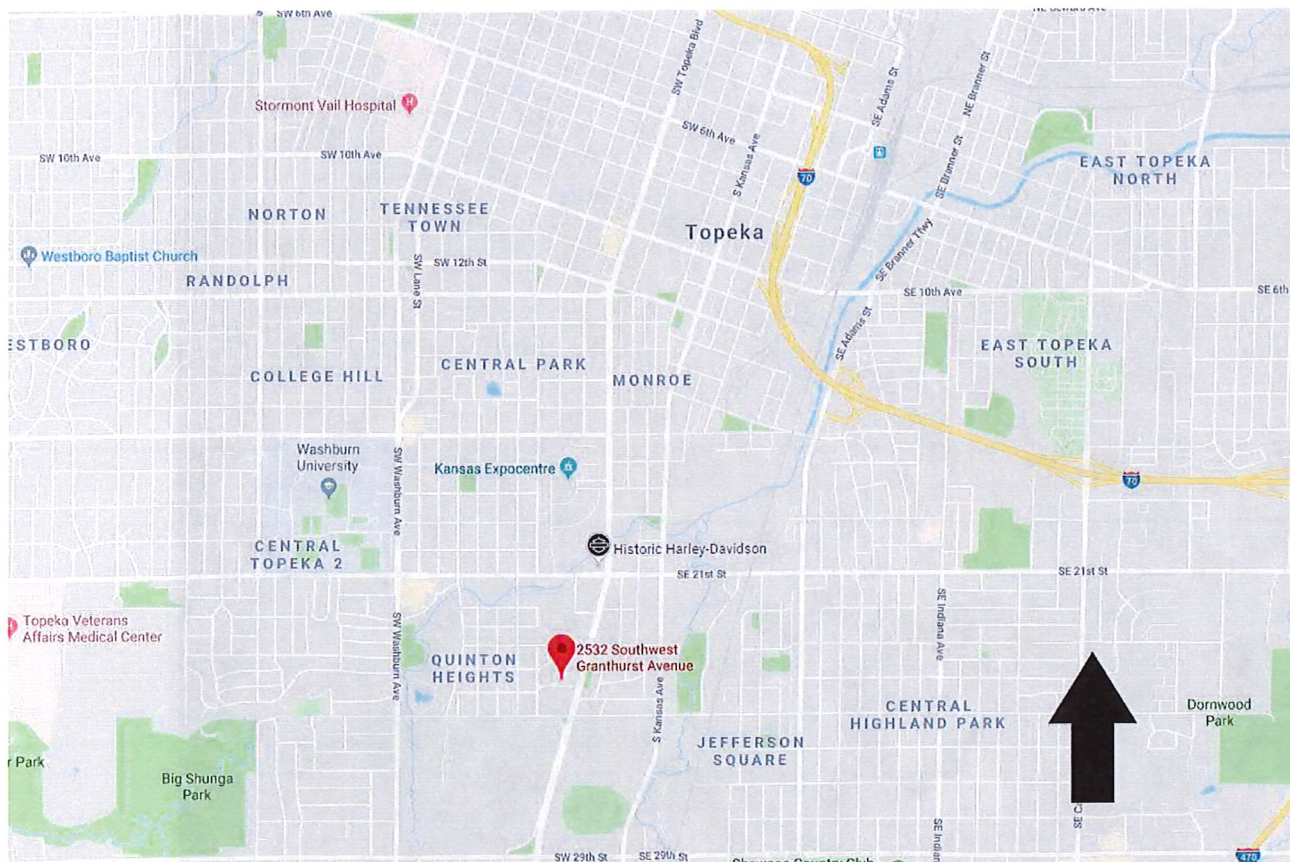 SW 6th Ave
NE Seward Ave
SW Topeka Blvd
SE Adams St
NE Branner St
Stormont Vail Hospital
H
SW 6th Ave
S Kansas Ave
SW 10th Ave
SW 10th Ave
70
SE Branner St
EAST TOPEKA
NORTH
NORTON
TENNESSEE
TOWN
Topeka
Westboro Baptist Church
SW 12th St
SW Lane St
SE Branner Tfwy
RANDOLPH
SE 10th Ave
SE 6th
ESTBORO
SE Adams St
EAST TOPEKA
SOUTH
COLLEGE HILL
CENTRAL PARK
MONROE
Washburn
University
SW Washburn Ave
Kansas Expocentre
70
CENTRAL
TOPEKA 2
Historic Harley-Davidson
SE 21st St
SE 21st St
Topeka Veterans
Affairs Medical Center
SW Washburn Ave
QUINTON
HEIGHTS
2532 Southwest
Granthurst Avenue
S Kansas Ave
SE Indiana Ave
CENTRAL
HIGHLAND PARK
Dornwood
Park
JEFFERSON
SQUARE
r Park
Big Shunga
Park
SE Ca
SE Indian
SW 29th St
SE 29th St
Shawnee Country Club
470